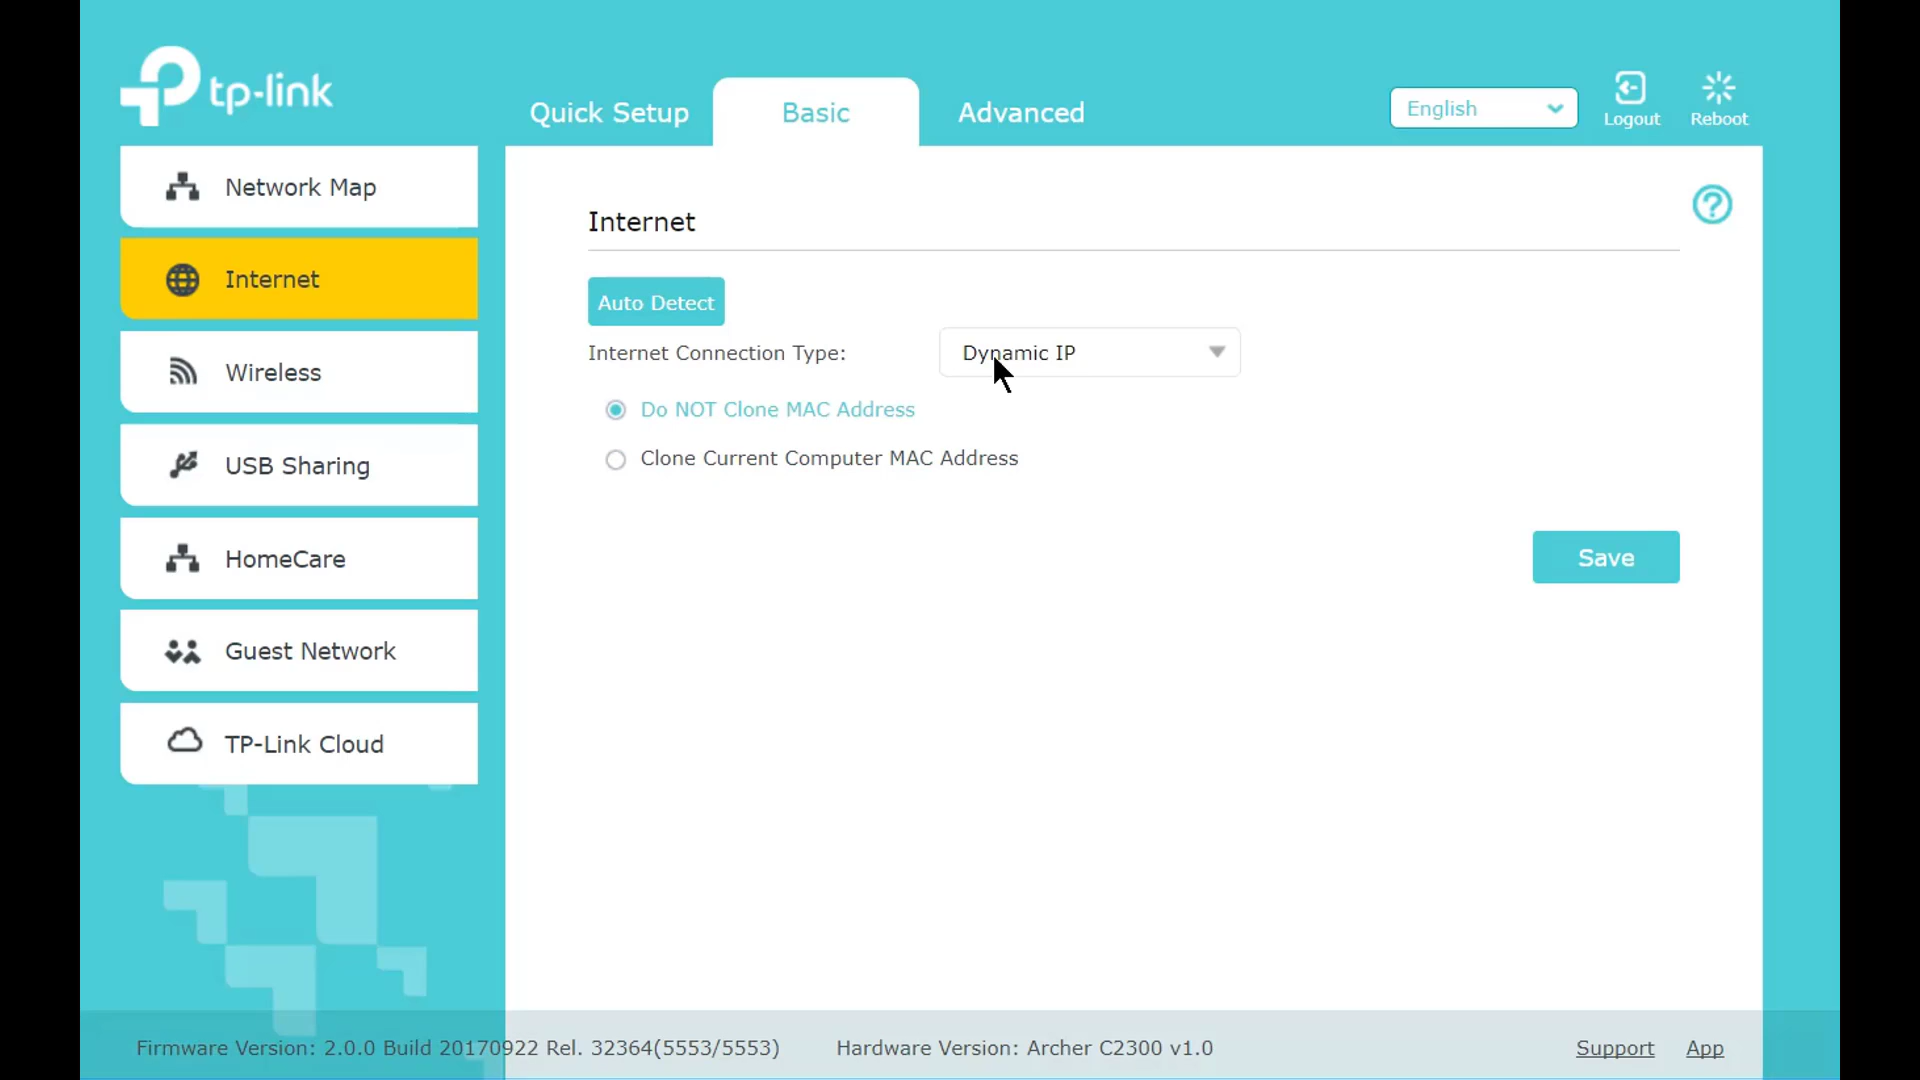 tp-link
Quick Setup
Basic
Advanced
English
Logout
Reboot
Network Map
Internet
Wireless
USB Sharing
HomeCare
Guest Network
TP-Link Cloud
Internet
Auto Detect
Internet Connection Type:
Dynamic IP
Do NOT Clone MAC Address
Clone Current Computer MAC Address
Save
Firmware Version: 2.0.0 Build 20170922 Rel. 32364(5553/5553)
Hardware Version: Archer C2300 v1.0
Support
App